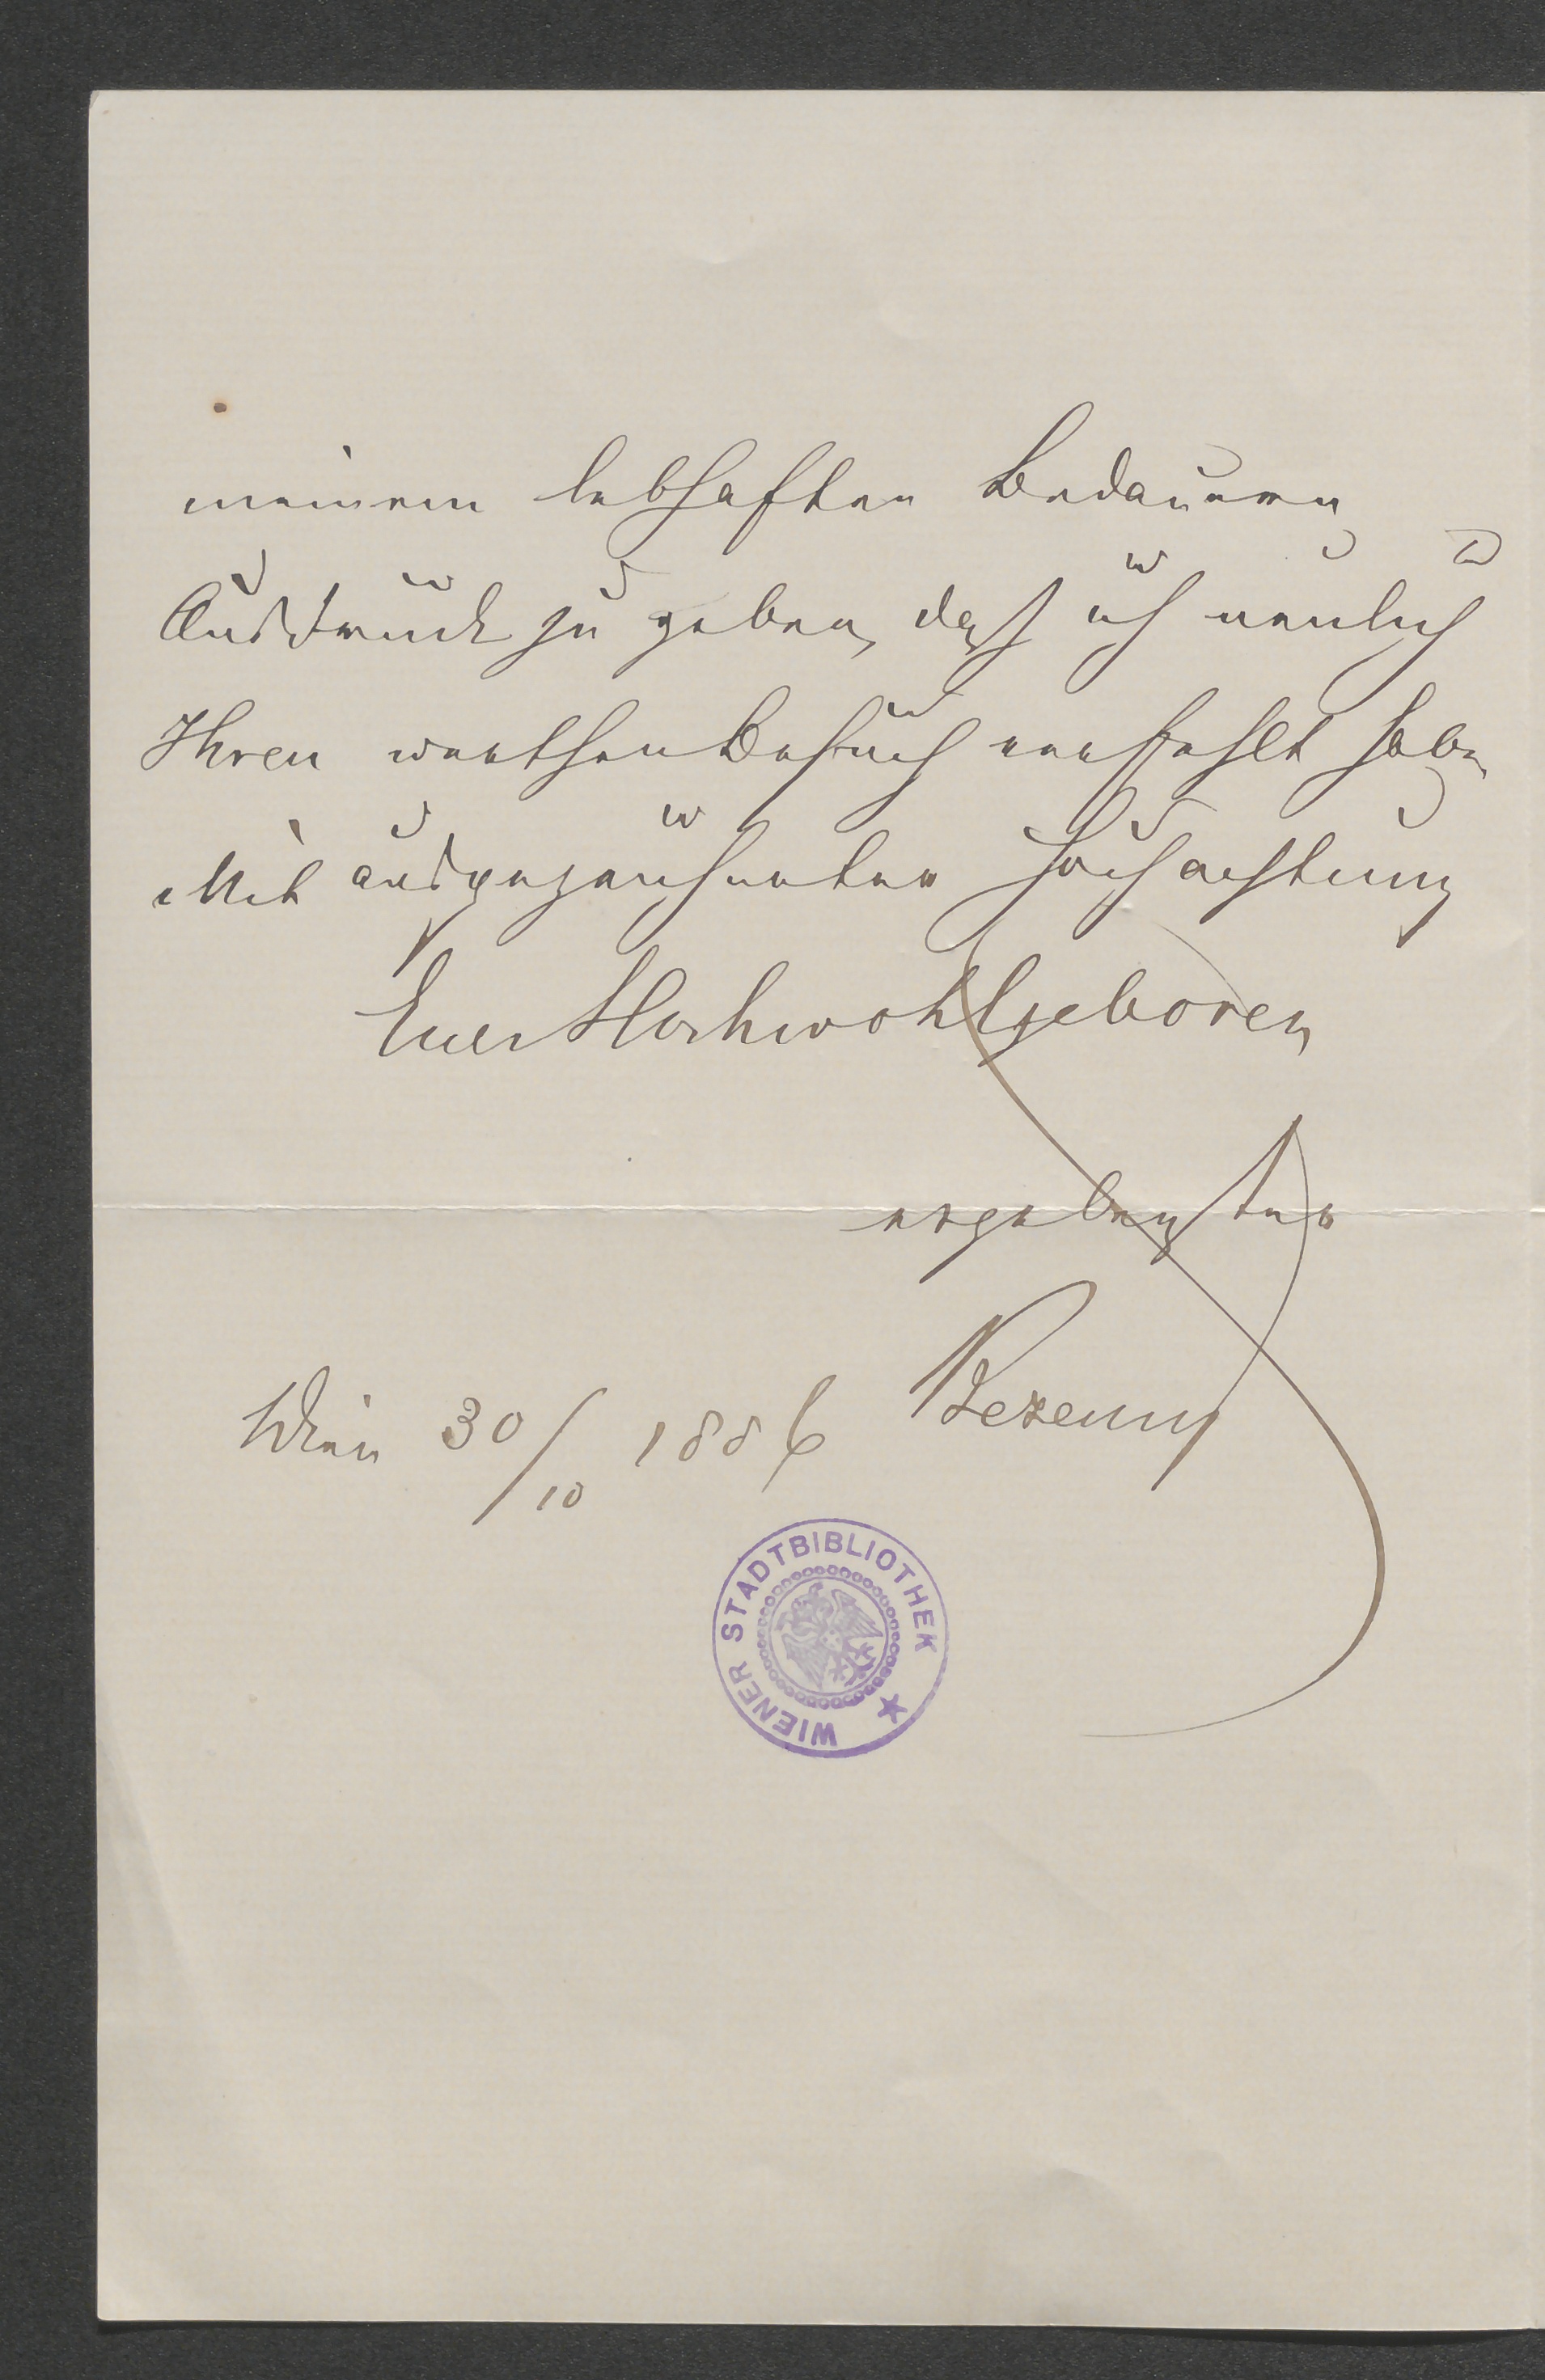 meinem lebhaften Bedauern
Ausdruck zu geben, daß ich neulich
Ihren werthen Besuch verfehlt habe.
Mit ausgezeichneter Hochachtung
Euer Hochwohlgeboren
ergebenster
Bezecny
Wien 30/10 1886
WIENER STADTBIBLIOTHEK